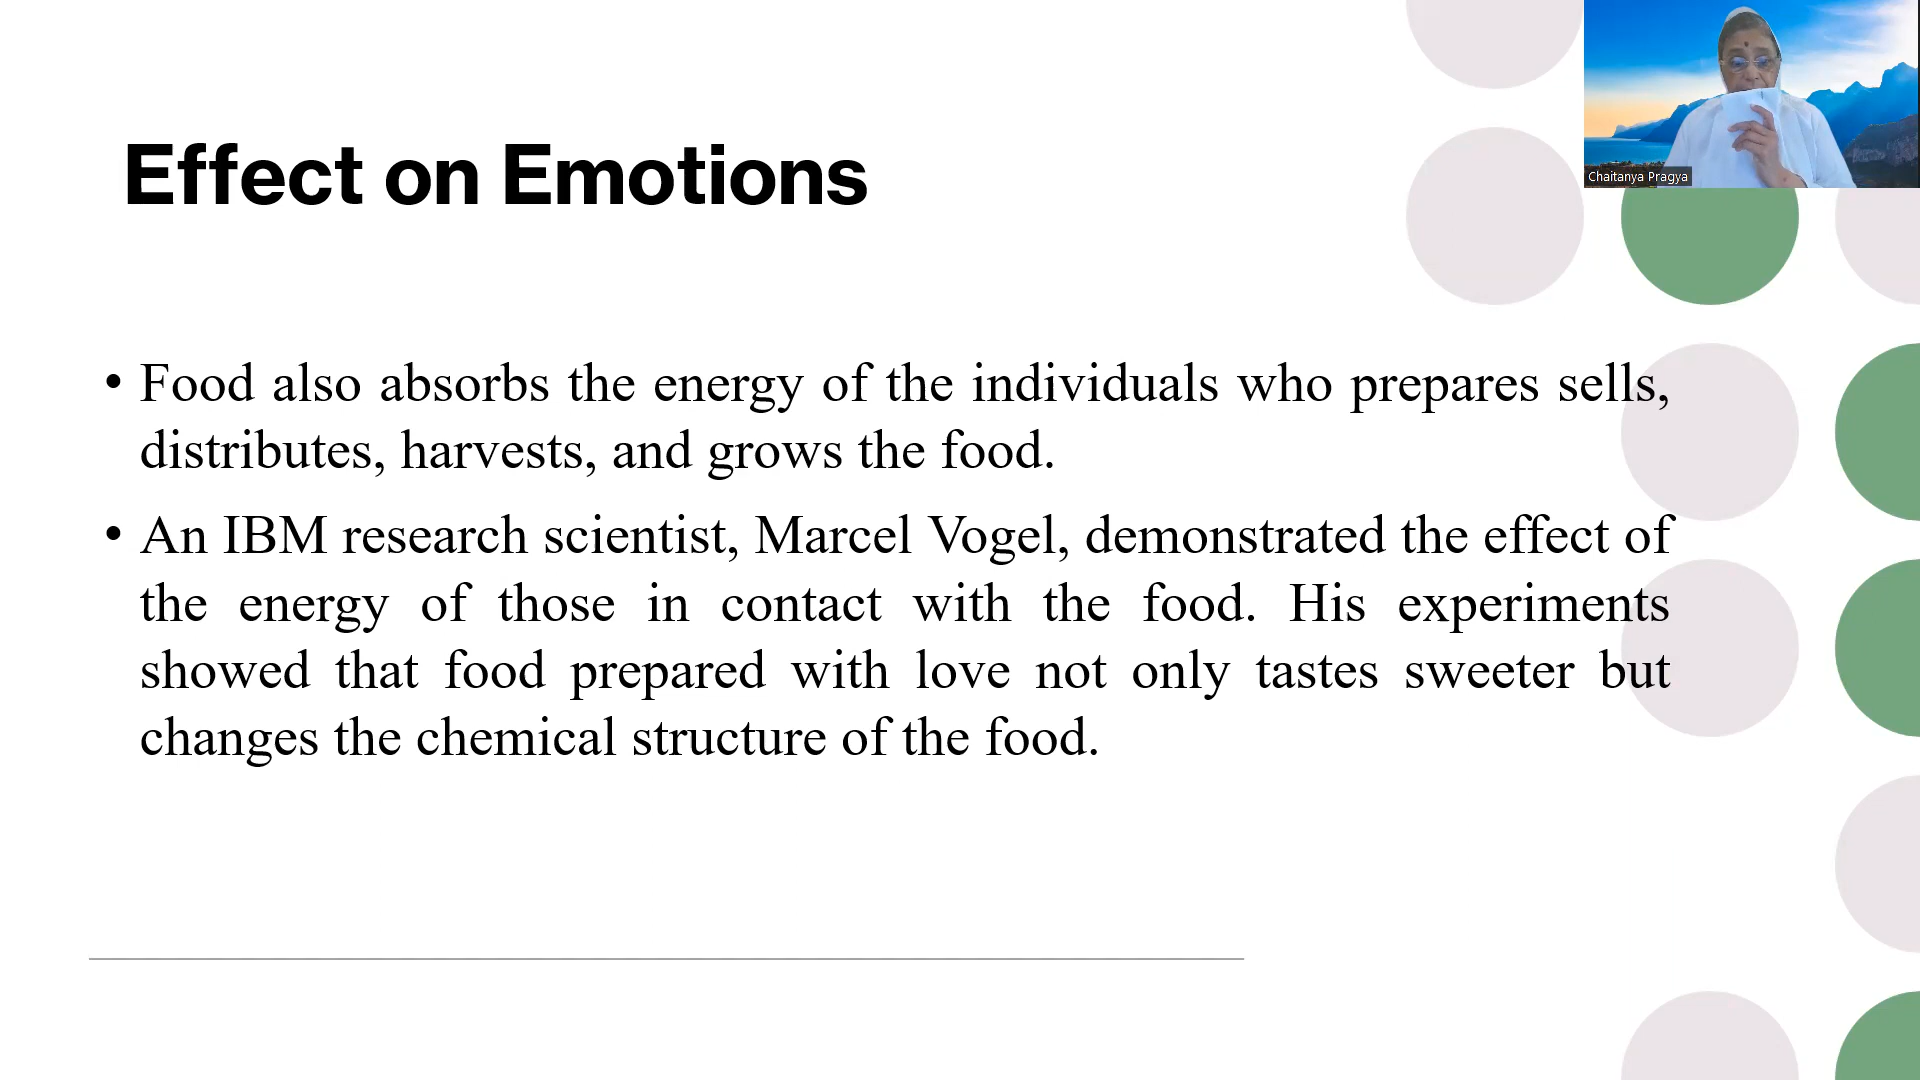 Chaitanya Pragya
Effect on Emotions
• Food also absorbs the energy of the individuals who prepares sells,
distributes, harvests, and grows the food.
• An IBM research scientist, Marcel Vogel, demonstrated the effect of
the energy of those in contact with the food. His experiments
showed that food prepared with love not only tastes sweeter but
changes the chemical structure of the food.